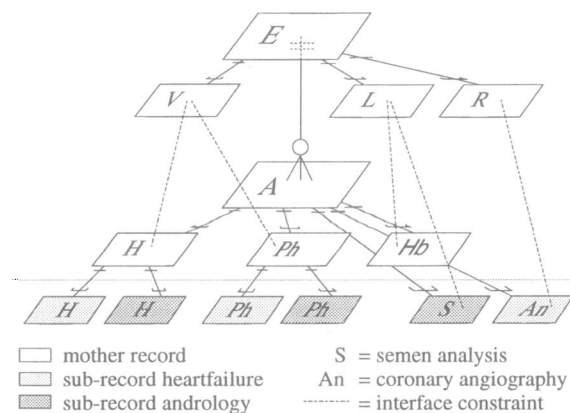 E
V L R
A
H Ph Hb
H H Ph Ph S An
mother record S = semen analysis
sub-record heartfailure An = coronary angiography
sub-record andrology = interface constraint